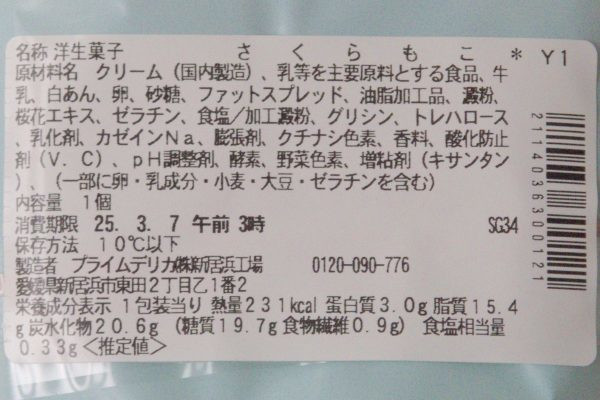 名称 洋生菓子 さくらもこ * Y1
原材料名 クリーム(国内製造)、乳等を主要原料とする食品、牛
乳、白あん、卵、砂糖、ファットスプレッド、油脂加工品、澱粉、
桜花エキス、ゼラチン、食塩/加工澱粉、グリシン、トレハロース
、乳化剤、カゼインNa、膨張剤、クチナシ色素、香料、酸化防止
剤(V.C)、pH調整剤、酵素、野菜色素、増粘剤(キサンタン
)、(一部に卵・乳成分・小麦・大豆・ゼラチンを含む)
内容量 1個
消費期限 25.3.7 午前 3時 SG34
保存方法 10℃以下
製造者 プライムデリカ㈱新居浜工場 0120-090-776
愛媛県新居浜市東田2丁目乙1番2
栄養成分表示 1包装当り 熱量231kcal 蛋白質3.0g 脂質15.4
g 炭水化物20.6g (糖質19.7g 食物繊維0.9g) 食塩相当量
0.33g<推定値>
2114036300121